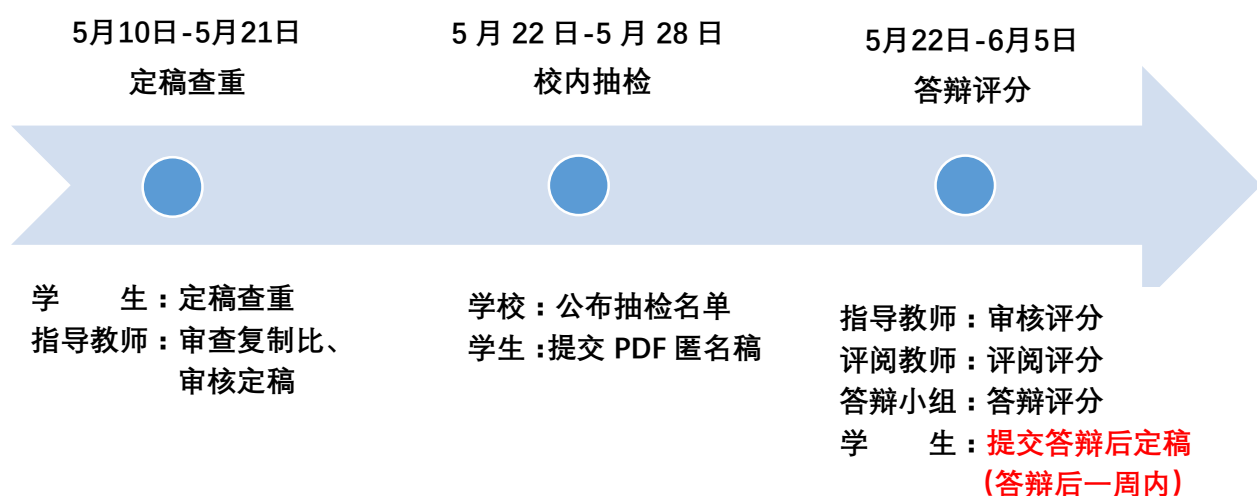 5月10日-5月21日
定稿查重
5 月 22 日-5 月 28 日
校内抽检
5月22日-6月5日
答辩评分
学　　生：定稿查重
指导教师：审查复制比、
审核定稿
学校：公布抽检名单
学生：提交 PDF 匿名稿
指导教师：审核评分
评阅教师：评阅评分
答辩小组：答辩评分
学　　生：提交答辩后定稿
（答辩后一周内）